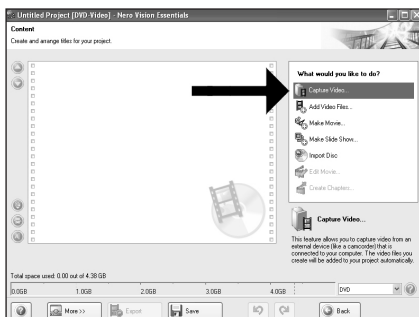 Untitled Project [DVD-Video] - Nero Vision Essentials
Content
Create and arrange titles for your project.
What would you like to do?
Capture Video...
Add Video Files...
Make Movie...
Make Slide Show...
Import Disc
Edit Movie...
Create Chapters...
Capture Video...
This feature allows you to capture video from an
external device (like a camcorder) that is
connected to your computer. The video files you
create will be added to your project automatically.
Total space used: 0.00 out of 4.38 GB
0.0GB 1.0GB 2.0GB 3.0GB 4.0GB DVD
More >> Export Save Back